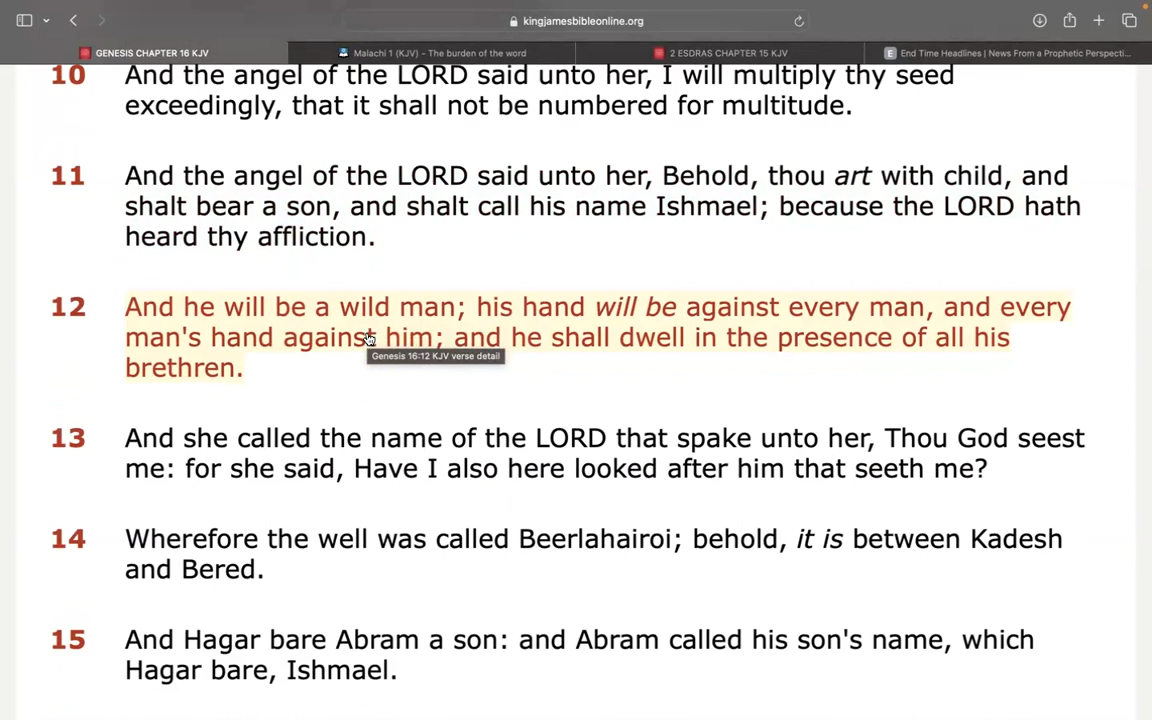 kingjamesbibleonline.org
GENESIS CHAPTER 16 KJV
Malachi 1 (KJV) - The burden of the word
2 ESDRAS CHAPTER 15 KJV
E End Time Headlines | News From a Prophetic Perspecti...
10 And the angel of the LORD said unto her, I will multiply thy seed
exceedingly, that it shall not be numbered for multitude.
11 And the angel of the LORD said unto her, Behold, thou art with child, and
shalt bear a son, and shalt call his name Ishmael; because the LORD hath
heard thy affliction.
12 And he will be a wild man; his hand will be against every man, and every
man's hand against him; and he shall dwell in the presence of all his
Genesis 16:12 KJV verse detail
brethren.
13 And she called the name of the LORD that spake unto her, Thou God seest
me: for she said, Have I also here looked after him that seeth me?
14 Wherefore the well was called Beerlahairoi; behold, it is between Kadesh
and Bered.
15 And Hagar bare Abram a son: and Abram called his son's name, which
Hagar bare, Ishmael.